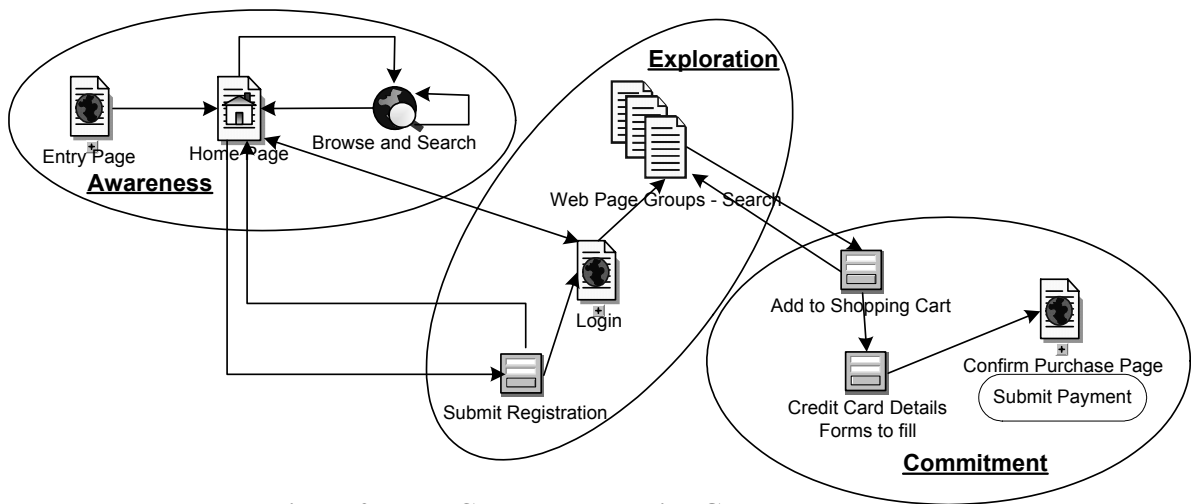 Exploration
Entry Page
Home Page
Browse and Search
Awareness
Web Page Groups - Search
Login
Submit Registration
Add to Shopping Cart
Credit Card Details
Forms to fill
Confirm Purchase Page
Submit Payment
Commitment